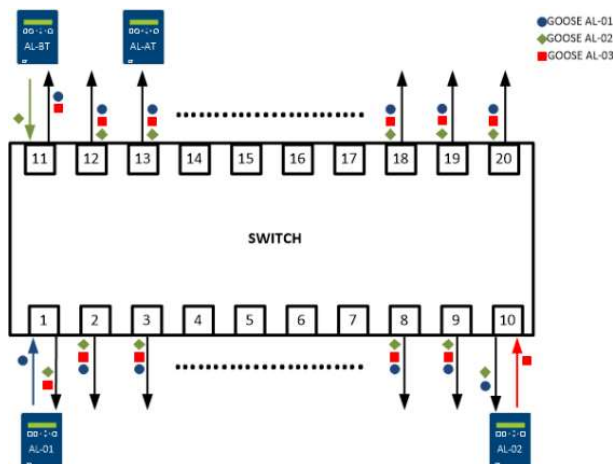 AL-BT
AL-AT
GOOSE AL-01
GOOSE AL-02
GOOSE AL-03
11 12 13 14 15 16 17 18 19 20
SWITCH
1 2 3 4 5 6 7 8 9 10
AL-01
AL-02